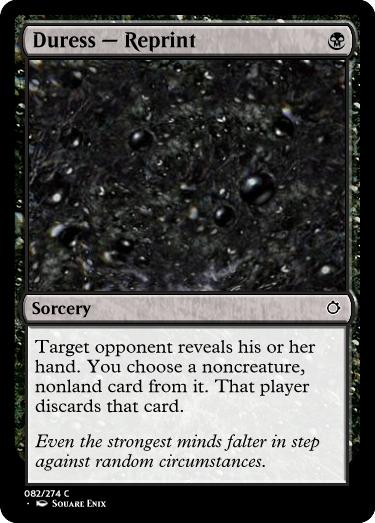 Duress — Reprint
Sorcery
Target opponent reveals his or her
hand. You choose a noncreature,
nonland card from it. That player
discards that card.
Even the strongest minds falter in step
against random circumstances.
082/274 C
· Square Enix